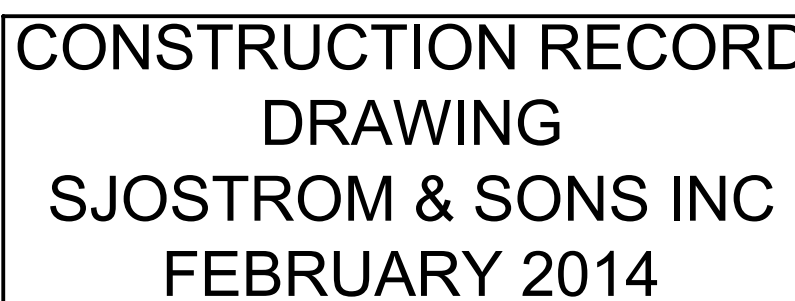 CONSTRUCTION RECORD
DRAWING
SJOSTROM & SONS INC
FEBRUARY 2014